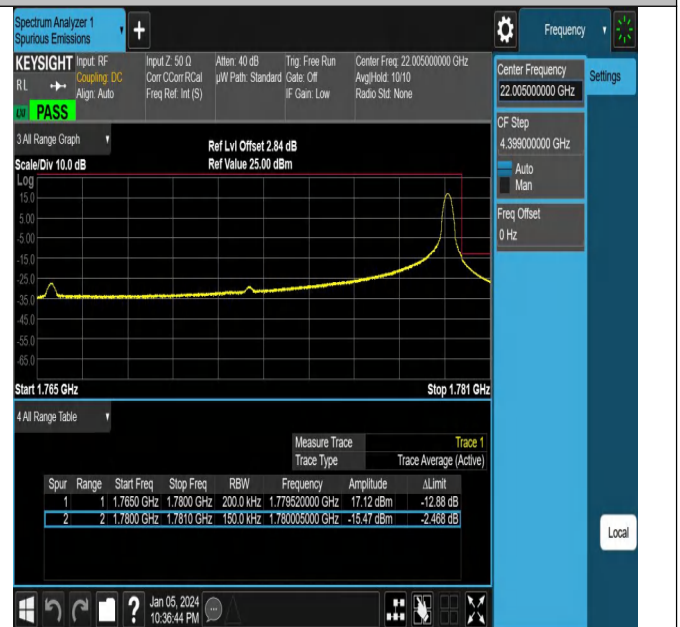 Spectrum Analyzer 1
Spurious Emissions
+
Frequency
KEYSIGHT Input: RF Input Z: 50 Ω Atten: 40 dB Trig: Free Run Center Freq: 22.005000000 GHz
RL Coupling: DC Corr CCorr RCal µW Path: Standard Gate: Off Avg|Hold: 10/10
Align: Auto Freq Ref: Int (S) IF Gain: Low Radio Std: None
PASS
Center Frequency
22.005000000 GHz
Settings
CF Step
4.399000000 GHz
Auto
Man
Freq Offset
0 Hz
3 All Range Graph
Ref Lvl Offset 2.84 dB
Scale/Div 10.0 dB Ref Value 25.00 dBm
Log
15.0
5.00
-5.00
-15.0
-25.0
-35.0
-45.0
-55.0
-65.0
Start 1.765 GHz Stop 1.781 GHz
4 All Range Table
Measure Trace Trace 1
Trace Type Trace Average (Active)
Spur Range Start Freq Stop Freq RBW Frequency Amplitude ΔLimit
1 1 1.7650 GHz 1.7800 GHz 200.0 kHz 1.779520000 GHz 17.12 dBm -12.88 dB
2 2 1.7800 GHz 1.7810 GHz 150.0 kHz 1.780005000 GHz -15.47 dBm -2.468 dB
Local
? Jan 05, 2024
10:36:44 PM